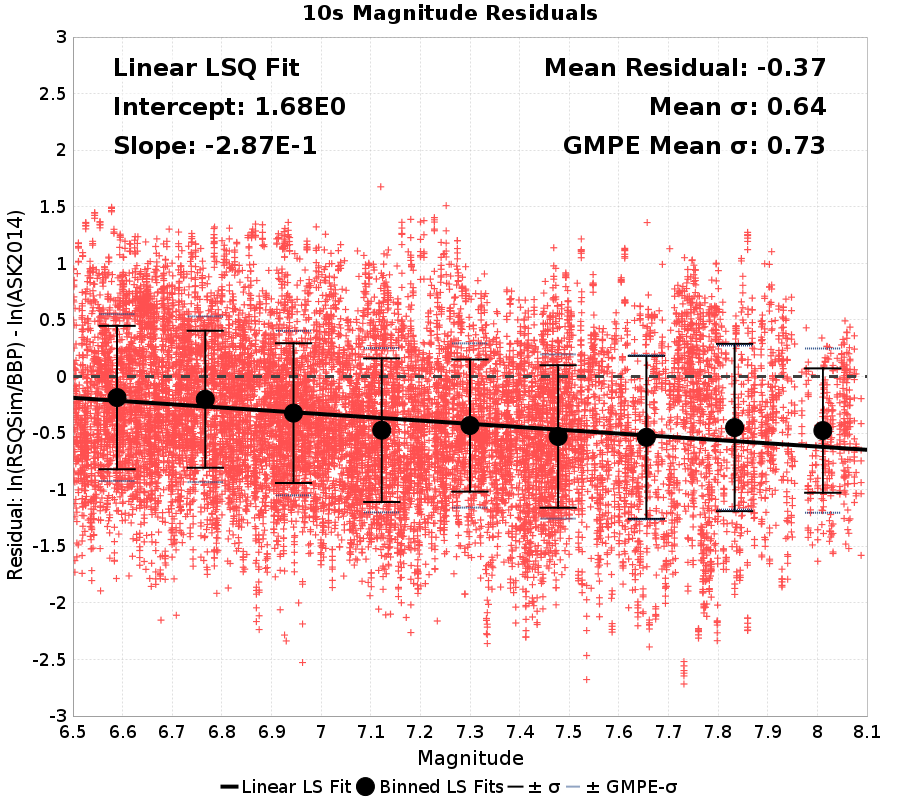 10s Magnitude Residuals
Linear LSQ Fit
Intercept: 1.68E0
Slope: -2.87E-1
Mean Residual: -0.37
Mean σ: 0.64
GMPE Mean σ: 0.73
Residual: ln(RSQSim/BBP) - ln(ASK2014)
3
2.5
2
1.5
1
0.5
0
-0.5
-1
-1.5
-2
-2.5
-3
6.5 6.6 6.7 6.8 6.9 7 7.1 7.2 7.3 7.4 7.5 7.6 7.7 7.8 7.9 8 8.1
Magnitude
Linear LS Fit Binned LS Fits ± σ ± GMPE-σ